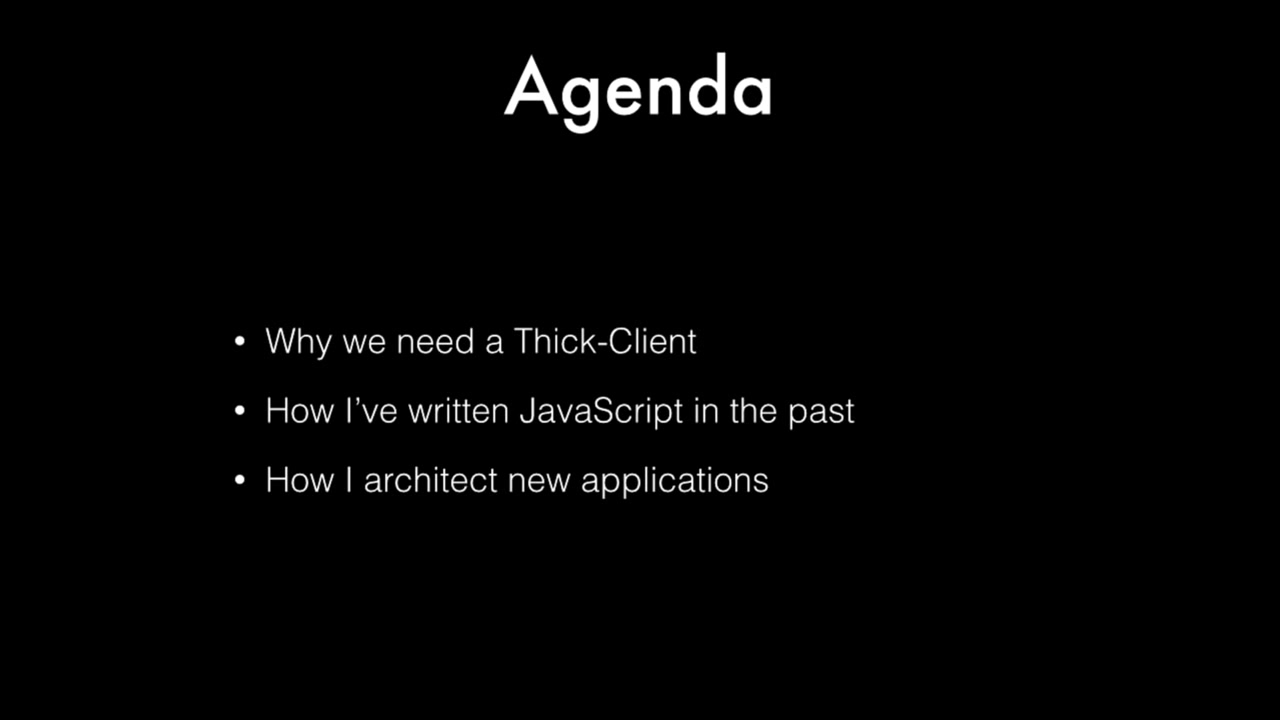 Agenda
• Why we need a Thick-Client
• How I’ve written JavaScript in the past
• How I architect new applications